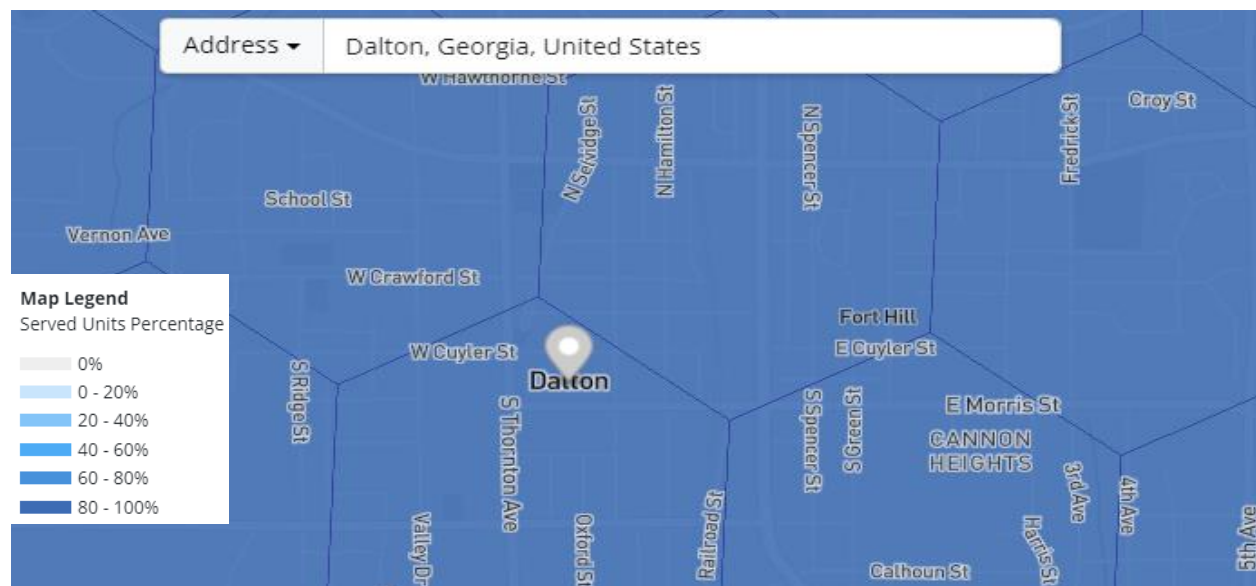 Address
Dalton, Georgia, United States
W Hawthorne St
N Selvidge St
N Hamilton St
N Spencer St
Fredrick St
Croy St
School St
Vernon Ave
W Crawford St
Map Legend
Served Units Percentage
0%
0 - 20%
20 - 40%
40 - 60%
60 - 80%
80 - 100%
Fort Hill
W Cuyler St
E Cuyler St
Dalton
S Ridge St
S Thornton Ave
S Spencer St
S Green St
E Morris St
CANNON
HEIGHTS
3rd Ave
4th Ave
5th Ave
Valley Dr
Oxford St
Railroad St
Harris St
Calhoun St